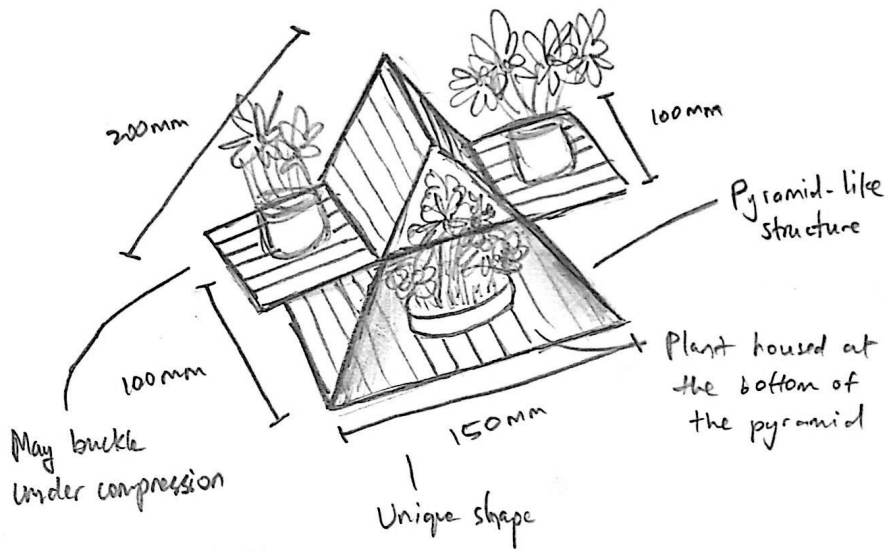 200mm
100mm
Pyramid-like
structure
Plant housed at
the bottom of
the pyramid
100mm
150mm
May buckle
under compression
Unique shape